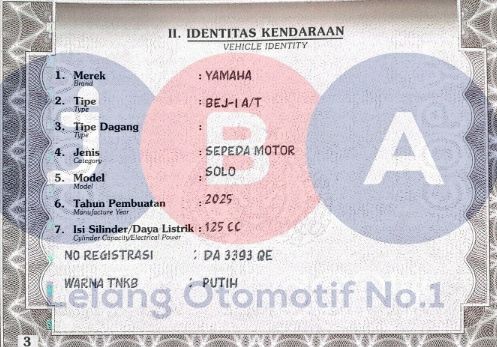 II. IDENTITAS KENDARAAN
VEHICLE IDENTITY
1. Merek : YAMAHA
Brand
2. Tipe : BEJ-1 A/T
Type
3. Tipe Dagang :
Type
4. Jenis : SEPEDA MOTOR
Category
5. Model : SOLO
Model
6. Tahun Pembuatan : 2025
Manufacture Year
7. Isi Silinder/Daya Listrik : 125 CC
Cylinder Capacity/Electrical Power
NO REGISTRASI : DA 3393 QE
WARNA TNKB : PUTIH
iBA
Lelang Otomotif No.1
3